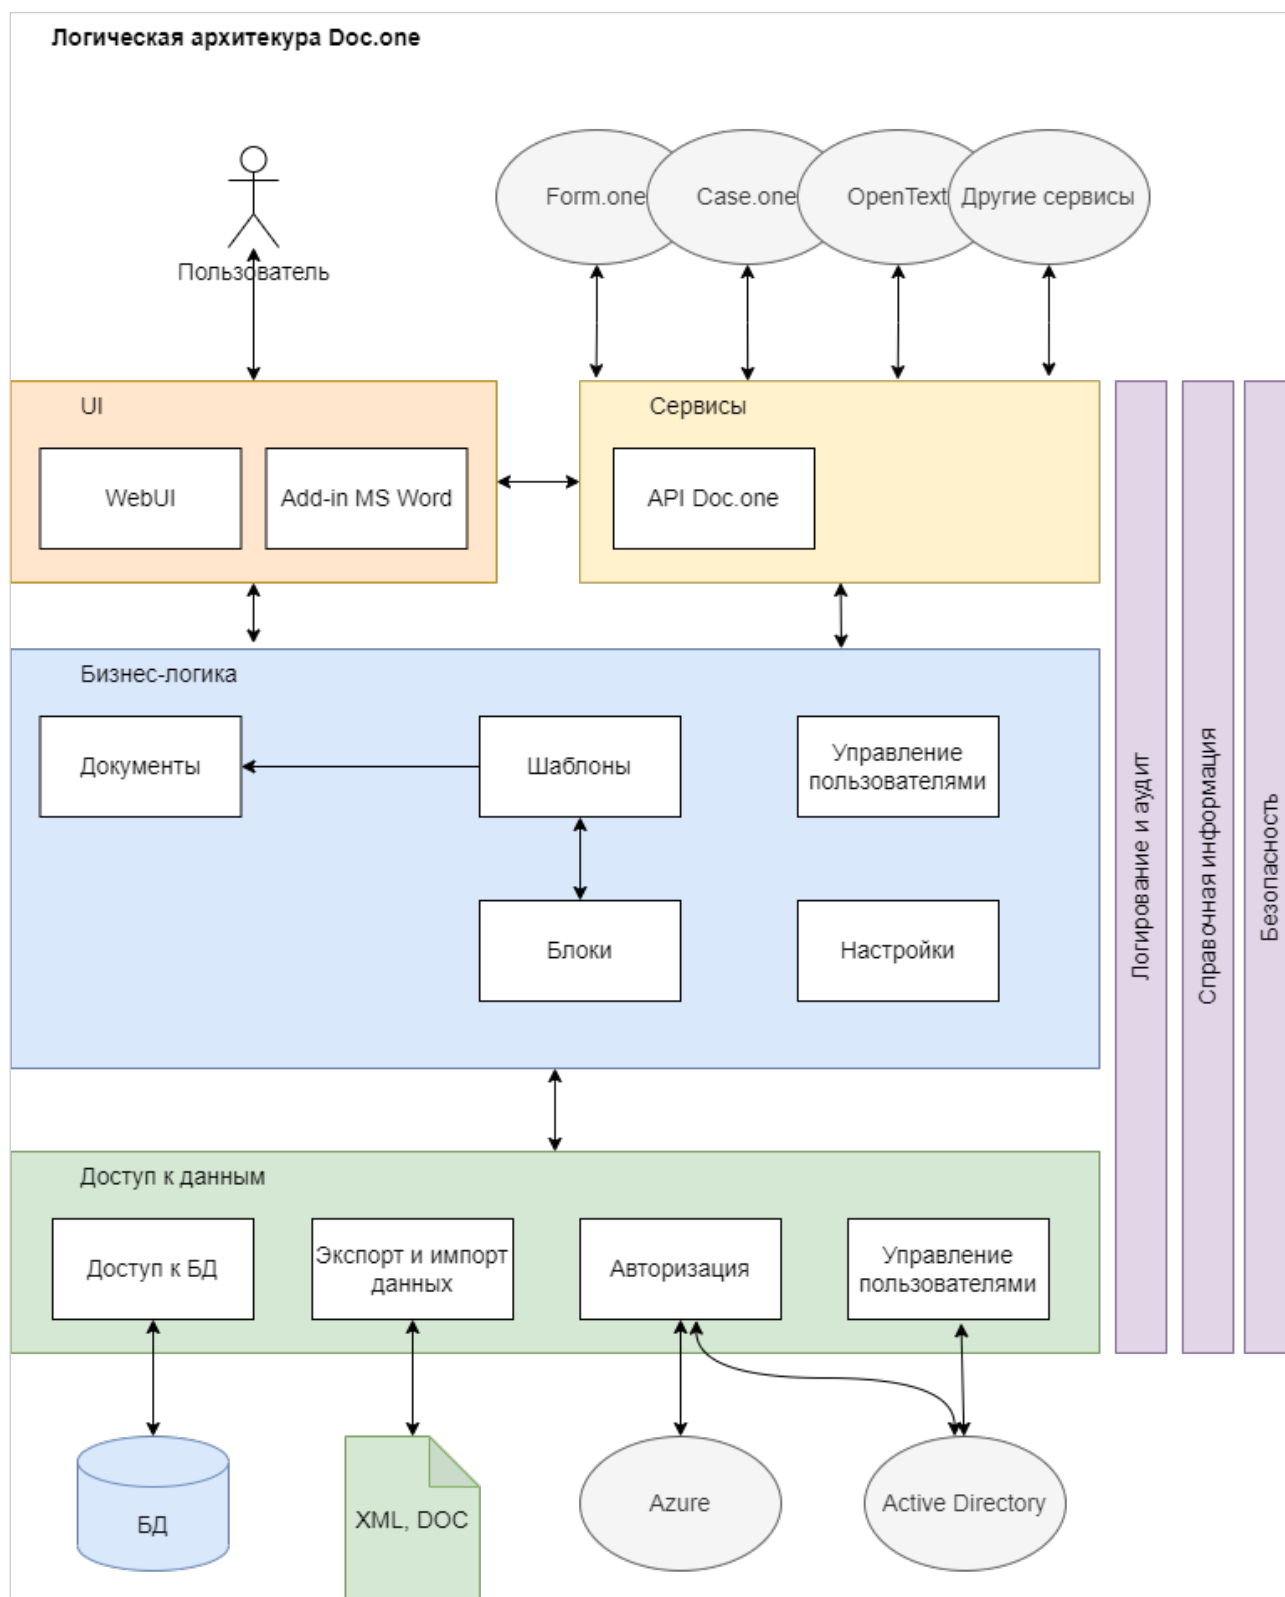 Логическая архитекура Doc.one
Form.one
Case.one
OpenText
Другие сервисы
Пользователь
UI
Сервисы
WebUI
Add-in MS Word
API Doc.one
Бизнес-логика
Документы
Шаблоны
Управление
пользователями
Блоки
Настройки
Логирование и аудит
Справочная информация
Безопасность
Доступ к данным
Доступ к БД
Экспорт и импорт
данных
Авторизация
Управление
пользователями
БД
XML, DOC
Azure
Active Directory